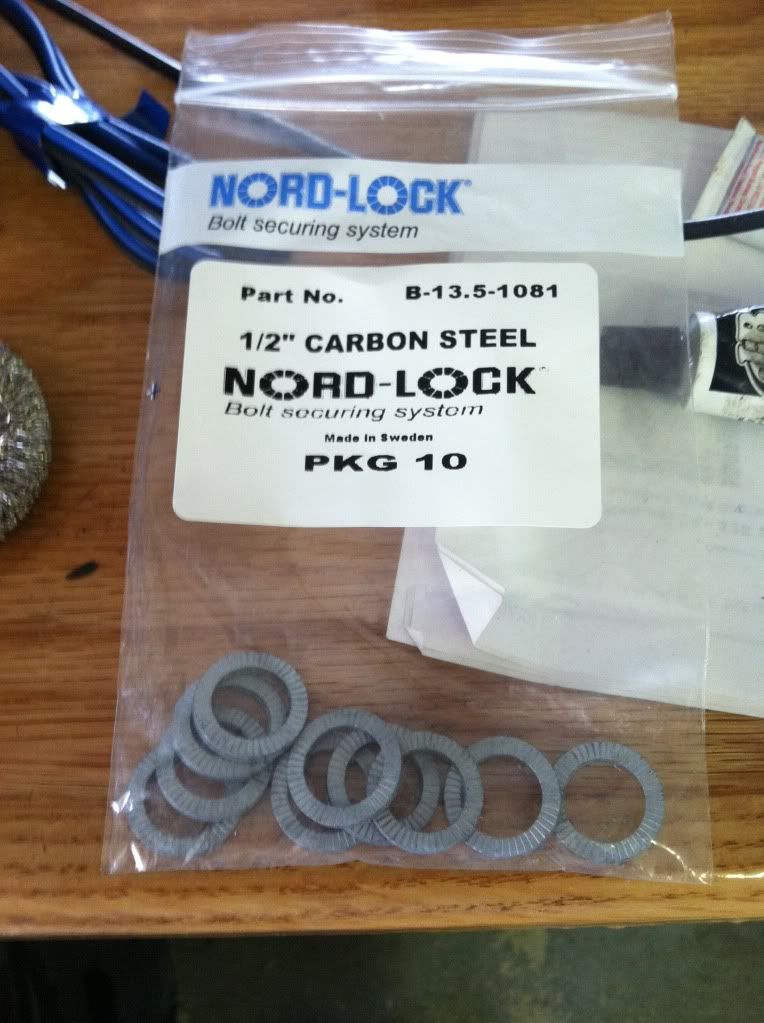 NORD-LOCK®
Bolt securing system
Part No. B-13.5-1081
1/2" CARBON STEEL
NORD-LOCK
Bolt securing system
Made in Sweden
PKG 10